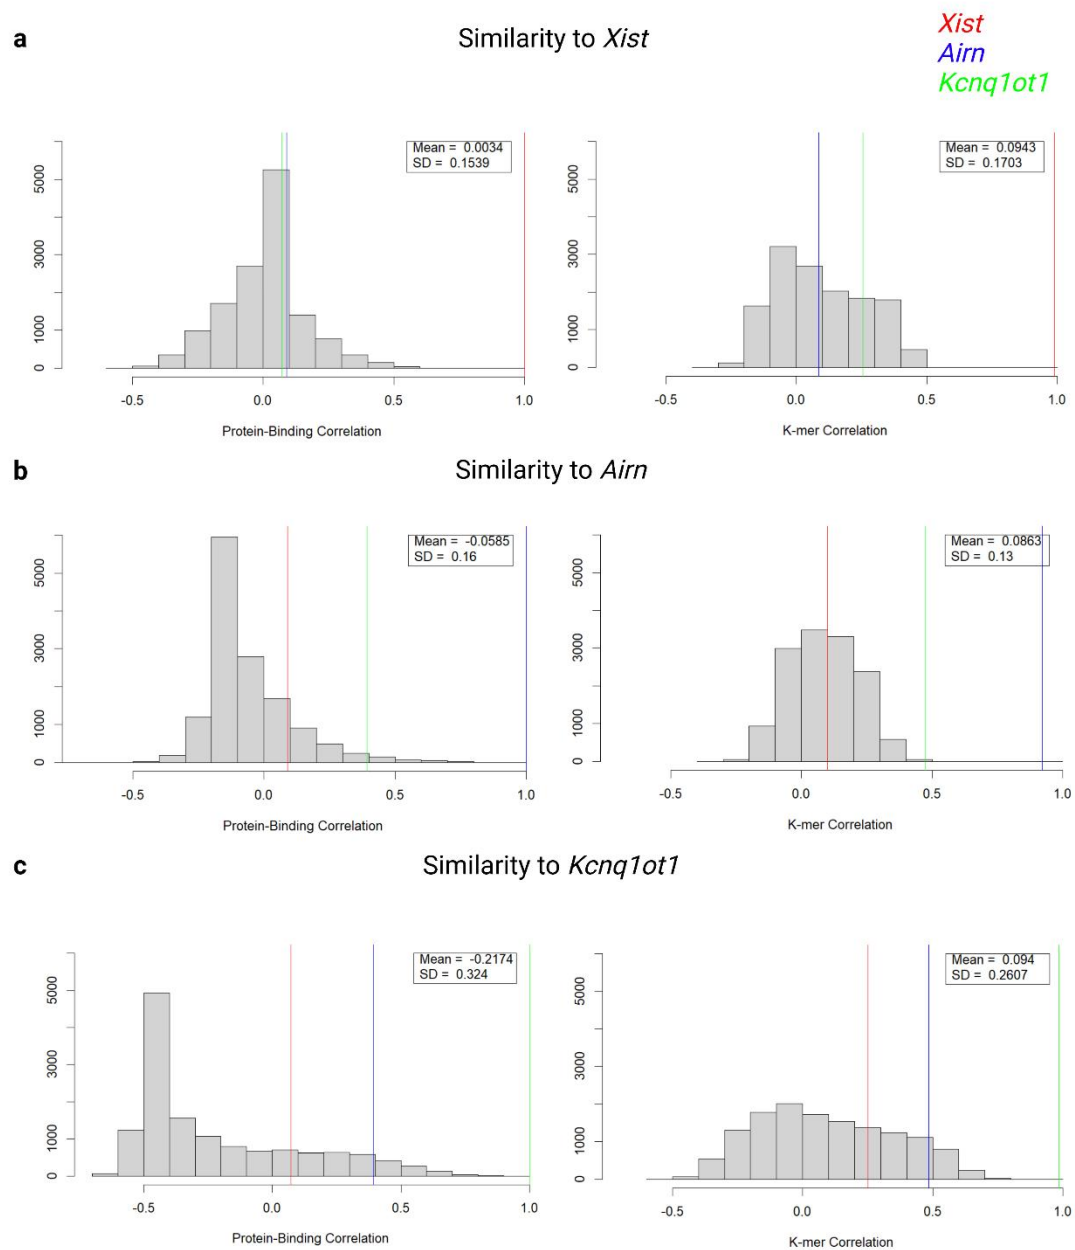 a
Similarity to Xist
Xist
Airn
Kcnq1ot1
Mean = 0.0034
SD = 0.1539
5000
3000
1000
0
-0.5 0.0 0.5 1.0
Protein-Binding Correlation
Mean = 0.0943
SD = 0.1703
5000
3000
1000
0
-0.5 0.0 0.5 1.0
K-mer Correlation
b
Similarity to Airn
Mean = -0.0585
SD = 0.16
5000
3000
1000
0
-0.5 0.0 0.5 1.0
Protein-Binding Correlation
Mean = 0.0863
SD = 0.13
5000
3000
1000
0
-0.5 0.0 0.5 1.0
K-mer Correlation
c
Similarity to Kcnq1ot1
Mean = -0.2174
SD = 0.324
5000
3000
1000
0
-0.5 0.0 0.5 1.0
Protein-Binding Correlation
Mean = 0.094
SD = 0.2607
5000
3000
1000
0
-0.5 0.0 0.5 1.0
K-mer Correlation